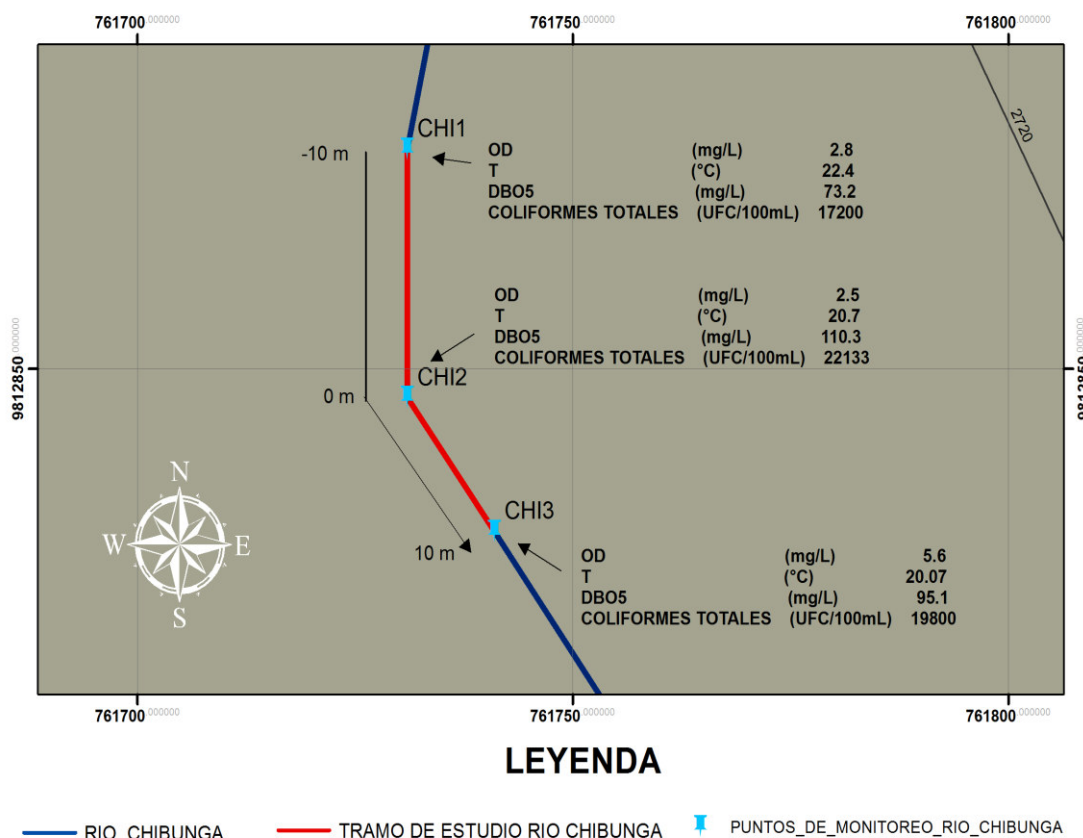 761700.000000 761750.000000 761800.000000
2720
CHI1
-10 m
OD (mg/L) 2.8
T (°C) 22.4
DBO5 (mg/L) 73.2
COLIFORMES TOTALES (UFC/100mL) 17200
OD (mg/L) 2.5
T (°C) 20.7
DBO5 (mg/L) 110.3
COLIFORMES TOTALES (UFC/100mL) 22133
9812850.000000 9812850.000000
CHI2
0 m
N
W E
S
CHI3
10 m
OD (mg/L) 5.6
T (°C) 20.07
DBO5 (mg/L) 95.1
COLIFORMES TOTALES (UFC/100mL) 19800
761700.000000 761750.000000 761800.000000
LEYENDA
RIO_CHIBUNGA TRAMO DE ESTUDIO RIO CHIBUNGA PUNTOS_DE_MONITOREO_RIO_CHIBUNGA